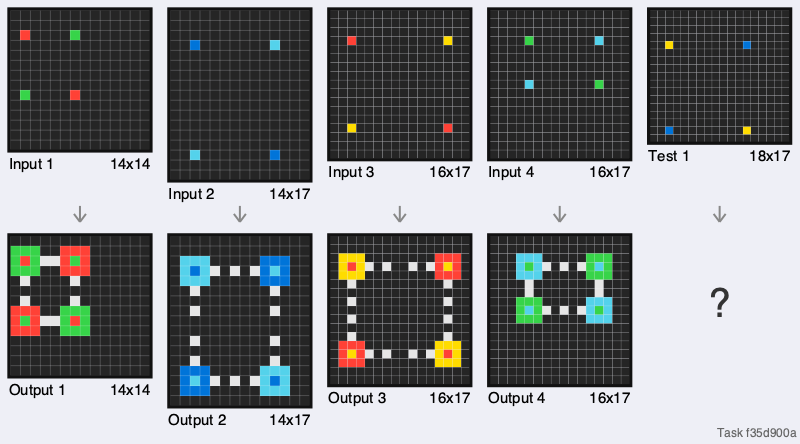 Input 1 14x14
Input 2 14x17
Input 3 16x17
Input 4 16x17
Test 1 18x17
?
Output 1 14x14
Output 2 14x17
Output 3 16x17
Output 4 16x17
Task f35d900a